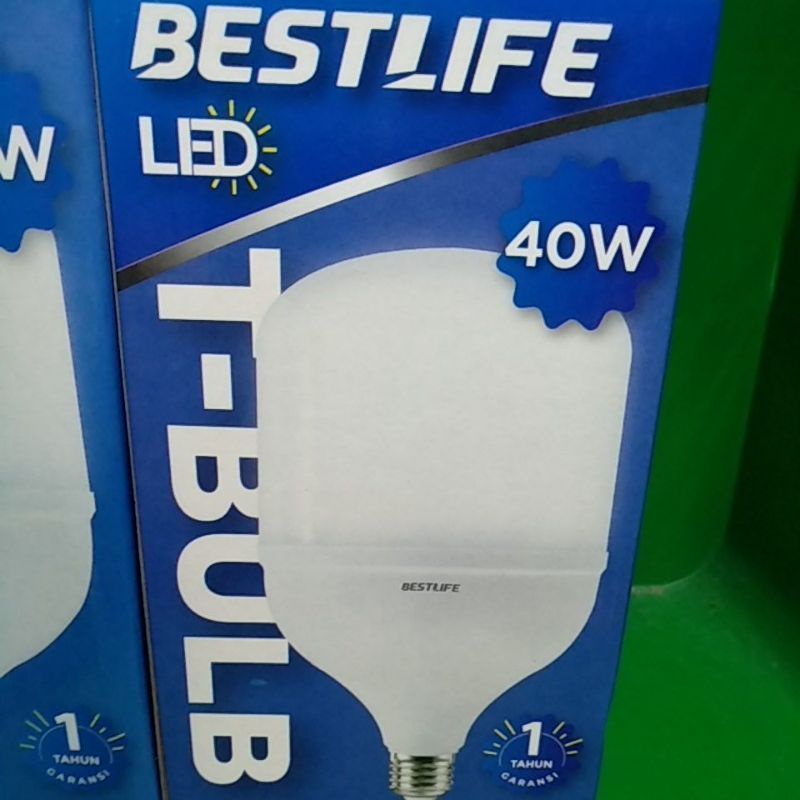 BESTLIFE
LED
W
40W
T-BULB
BESTLIFE
1
TAHUN
GARANSI
1
TAHUN
GARANSI